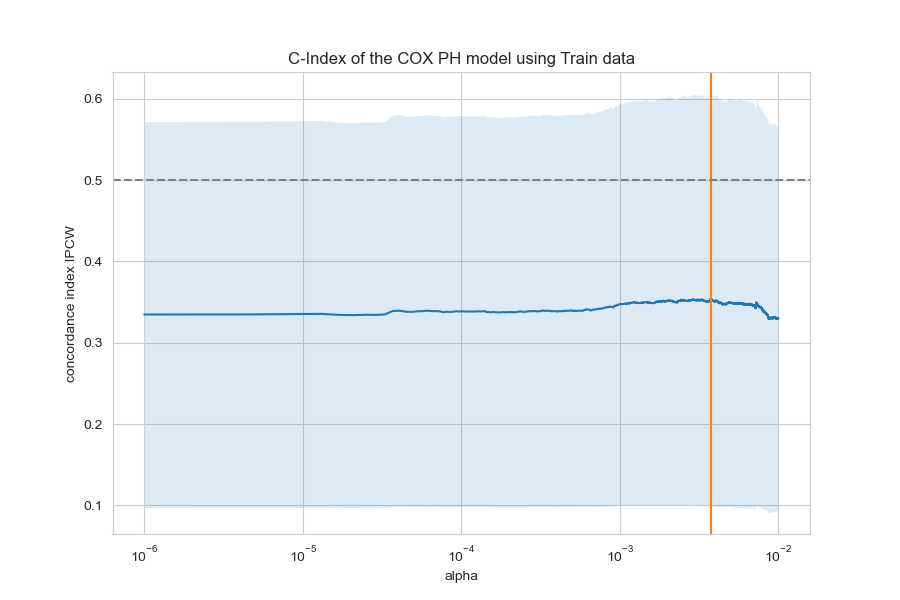 C-Index of the COX PH model using Train data
concordance index IPCW
0.6
0.5
0.4
0.3
0.2
0.1
10⁻⁶ 10⁻⁵ 10⁻⁴ 10⁻³ 10⁻²
alpha